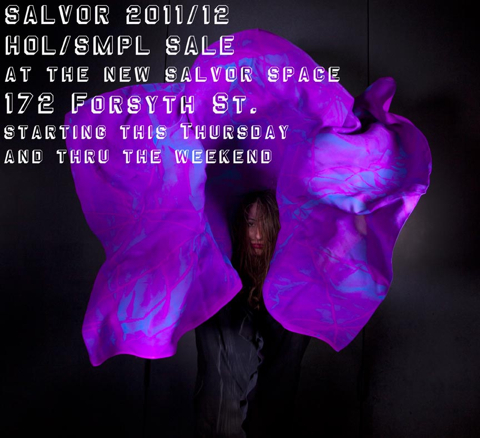 SALVOR 2011/12
HOL/SMPL SALE
AT THE NEW SALVOR SPACE
172 FORSYTH ST.
STARTING THIS THURSDAY
AND THRU THE WEEKEND